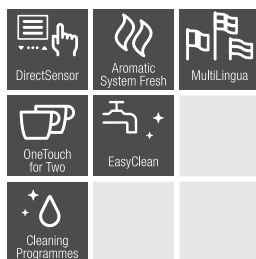 DirectSensor
Aromatic
System Fresh
MultiLingua
OneTouch
for Two
EasyClean
Cleaning
Programmes